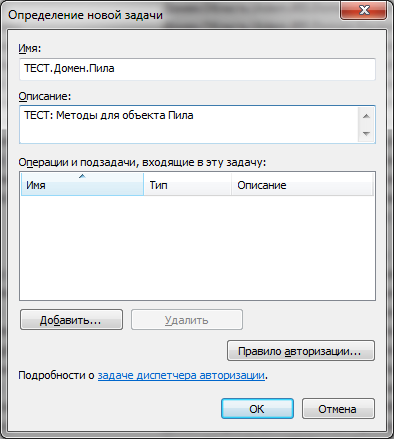 Определение новой задачи
Имя:
ТЕСТ.Домен.Пила
Описание:
ТЕСТ: Методы для объекта Пила
Операции и подзадачи, входящие в эту задачу:
Имя Тип Описание
Добавить... Удалить
Правило авторизации...
Подробности о задаче диспетчера авторизации.
OK Отмена